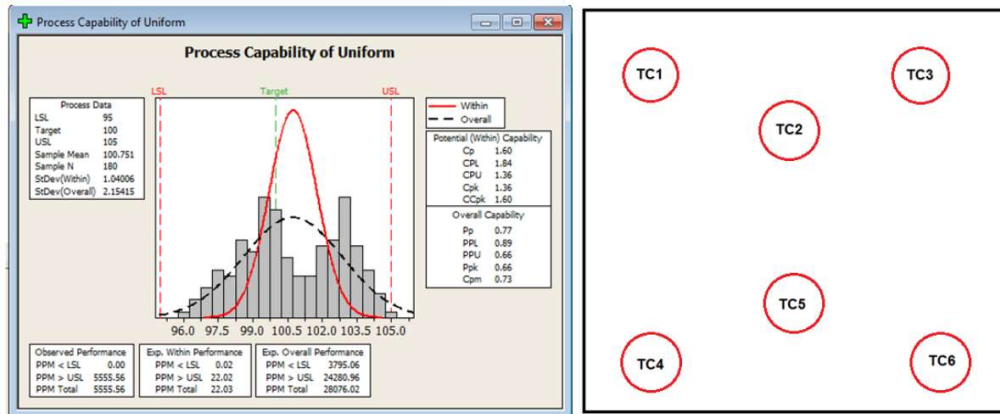 Process Capability of Uniform
Process Capability of Uniform
LSL
Target
USL
Process Data
LSL 95
Target 100
USL 105
Sample Mean 100.751
Sample N 180
StDev(Within) 1.04006
StDev(Overall) 2.15415
Within
Overall
Potential (Within) Capability
Cp 1.60
CPL 1.84
CPU 1.36
Cpk 1.36
CCpk 1.60
Overall Capability
Pp 0.77
PPL 0.89
PPU 0.66
Ppk 0.66
Cpm 0.73
96.0 97.5 99.0 100.5 102.0 103.5 105.0
Observed Performance
PPM < LSL 0.00
PPM > USL 5555.56
PPM Total 5555.56
Exp. Within Performance
PPM < LSL 0.02
PPM > USL 22.02
PPM Total 22.03
Exp. Overall Performance
PPM < LSL 3795.06
PPM > USL 24280.96
PPM Total 28076.02
TC1
TC3
TC2
TC5
TC4
TC6